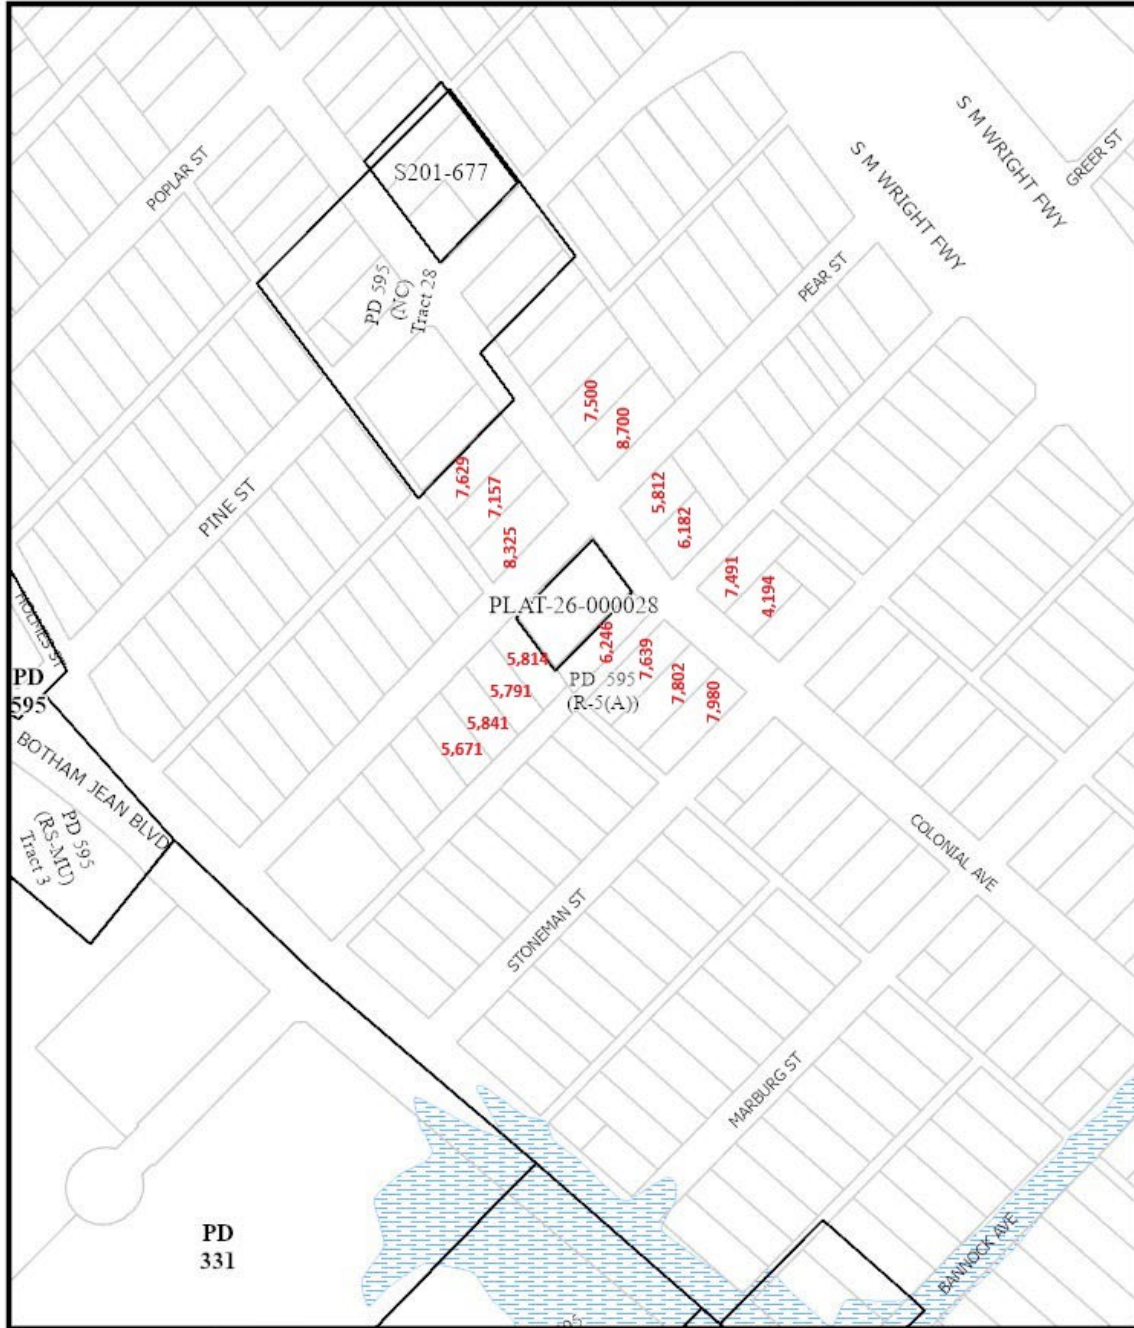 S M WRIGHT FWY
GREER ST
S M WRIGHT FWY
POPLAR ST
S201-677
PEAR ST
PD 595
(NC)
Tract 28
7,500
8,700
7,629
7,157
5,812
6,182
PINE ST
8,325
7,491
4,194
PLAT-26-000028
HOLMES ST
6,246
7,639
5,814
PD
595
PD 595
(R-5(A))
7,802
7,980
5,791
5,841
5,671
BOTHAM JEAN BLVD
PD 595
(RS-MU)
Tract 3
COLONIAL AVE
STONEMAN ST
MARBURG ST
PD
331
BANNOCK AVE